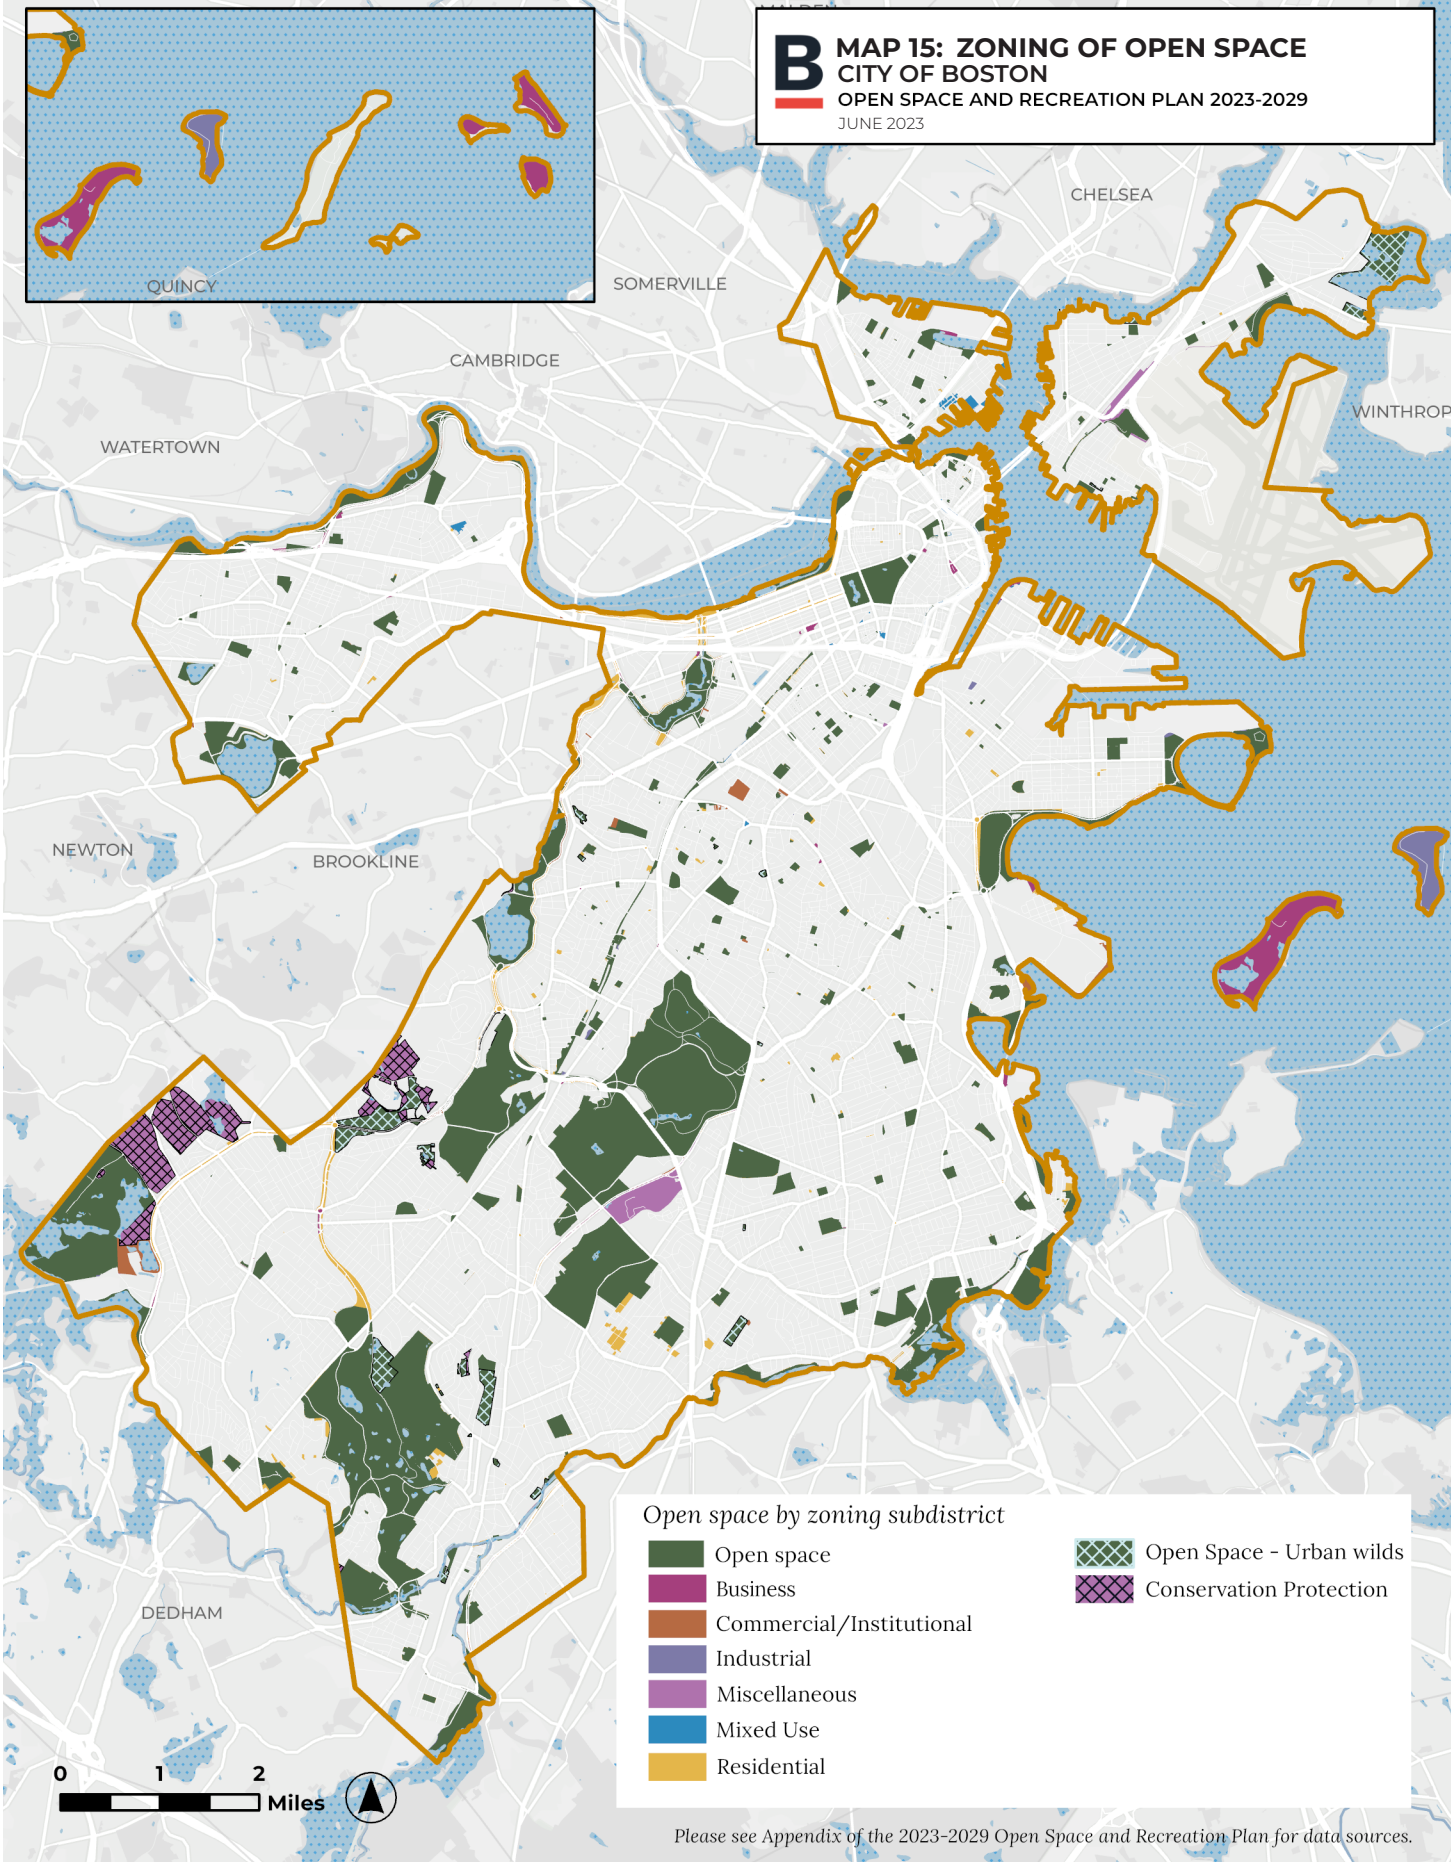 MAP 15: ZONING OF OPEN SPACE
B
CITY OF BOSTON
OPEN SPACE AND RECREATION PLAN 2023-2029
JUNE 2023
CHELSEA
SOMERVILLE
QUINCY
CAMBRIDGE
WINTHROP
WATERTOWN
NEWTON
BROOKLINE
DEDHAM
Open space by zoning subdistrict
Open space
Business
Commercial/Institutional
Industrial
Miscellaneous
Mixed Use
Residential
Open Space - Urban wilds
Conservation Protection
0 1 2
Miles
Please see Appendix of the 2023-2029 Open Space and Recreation Plan for data sources.